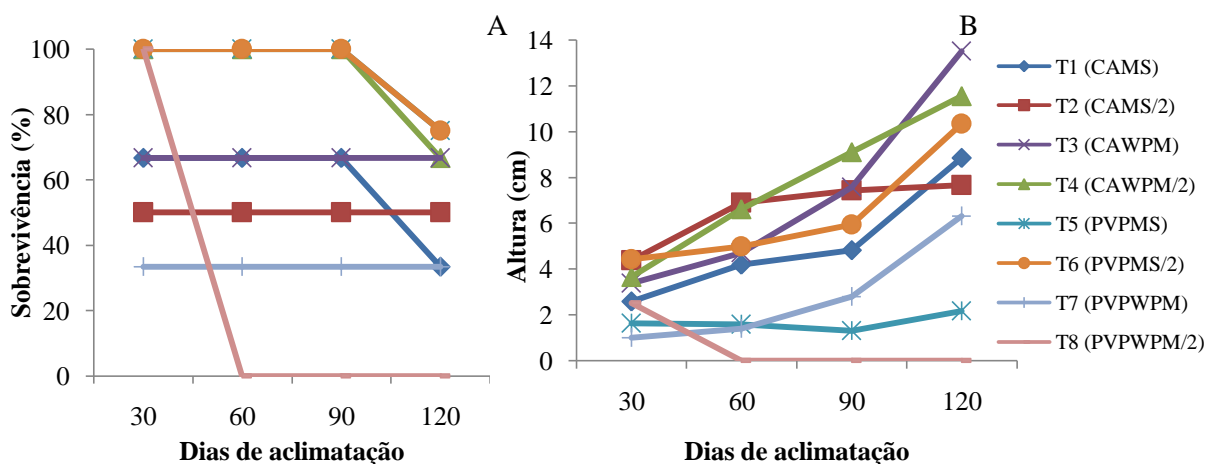 A
Sobrevivência (%)
100
80
60
40
20
0
30 60 90 120
Dias de aclimatação
B
Altura (cm)
14
12
10
8
6
4
2
0
30 60 90 120
Dias de aclimatação
T1 (CAMS)
T2 (CAMS/2)
T3 (CAWPM)
T4 (CAWPM/2)
T5 (PVPMS)
T6 (PVPMS/2)
T7 (PVPWPM)
T8 (PVPWPM/2)